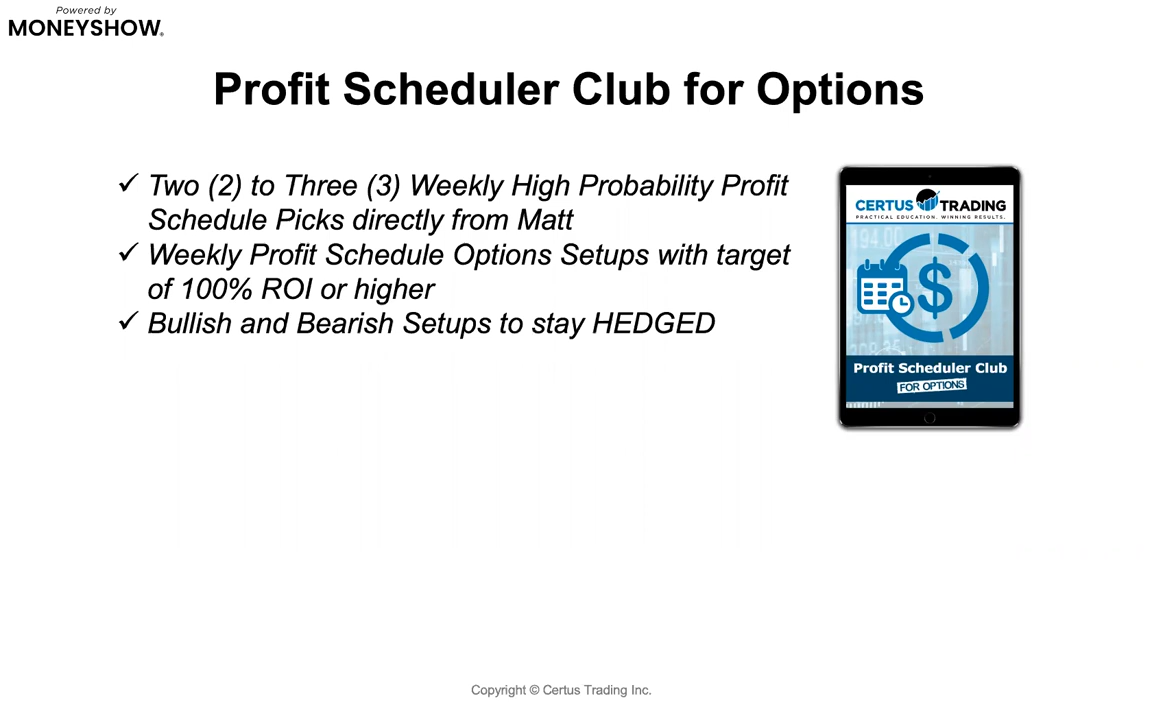 Powered by
MONEYSHOW.
Profit Scheduler Club for Options
✓ Two (2) to Three (3) Weekly High Probability Profit
Schedule Picks directly from Matt
✓ Weekly Profit Schedule Options Setups with target
of 100% ROI or higher
✓ Bullish and Bearish Setups to stay HEDGED
CERTUS TRADING
PRACTICAL EDUCATION. WINNING RESULTS.
$
Profit Scheduler Club
FOR OPTIONS
Copyright © Certus Trading Inc.